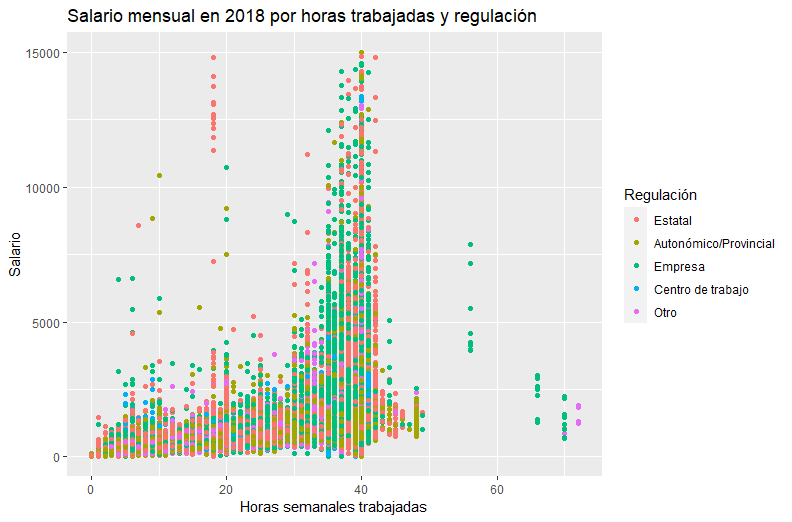 Salario mensual en 2018 por horas trabajadas y regulación
15000
10000
5000
0
Salario
0 20 40 60
Horas semanales trabajadas
Regulación
Estatal
Autonómico/Provincial
Empresa
Centro de trabajo
Otro